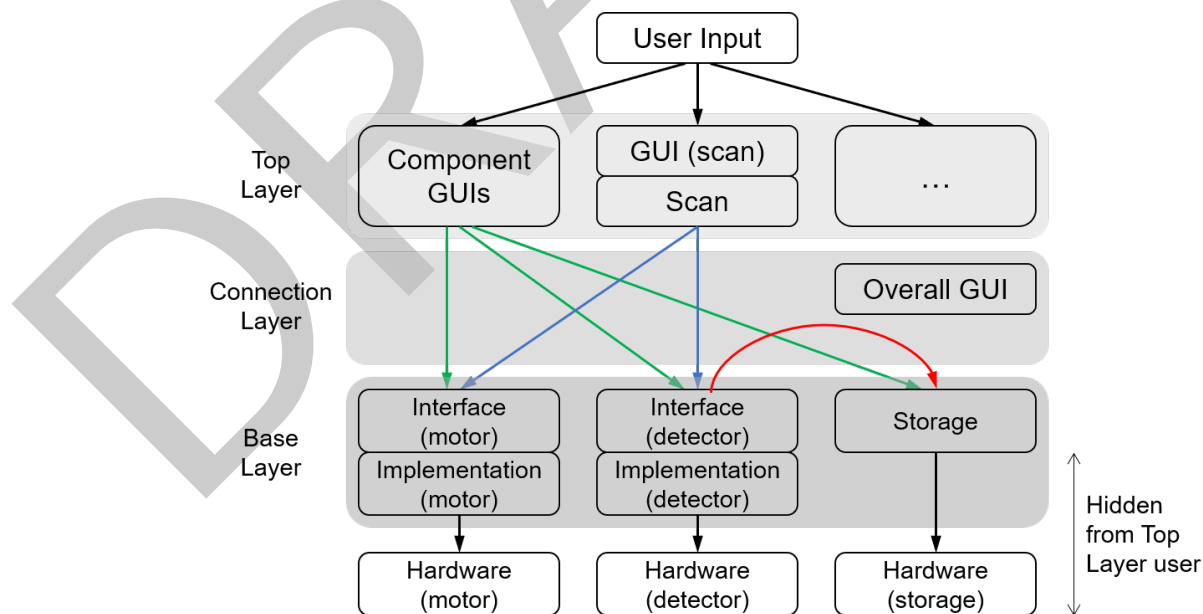 User Input
Top
Layer
Component
GUIs
GUI (scan)
Scan
...
Connection
Layer
Overall GUI
Base
Layer
Interface
(motor)
Implementation
(motor)
Interface
(detector)
Implementation
(detector)
Storage
Hardware
(motor)
Hardware
(detector)
Hardware
(storage)
Hidden
from Top
Layer user
DRA